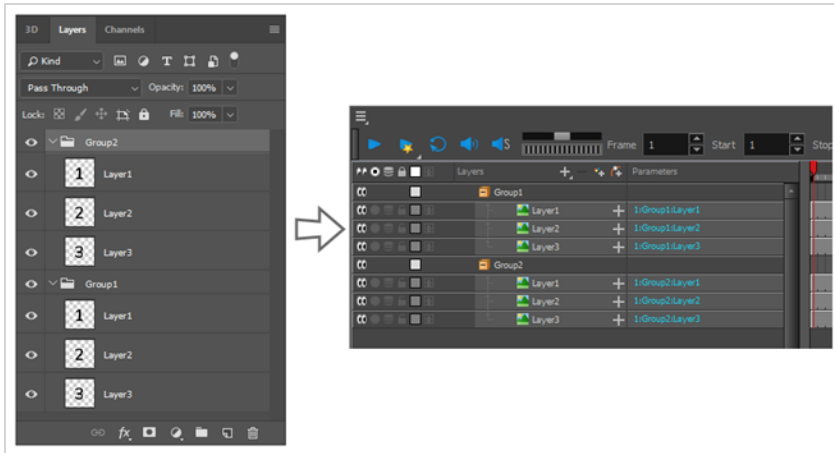 3D Layers Channels
Kind
Pass Through Opacity: 100%
Lock: Fill: 100%
Group2
1 Layer1
2 Layer2
3 Layer3
Group1
1 Layer1
2 Layer2
3 Layer3
fx
S Frame 1 Start 1 Stop
Layers Parameters
Group1
Layer1 1:Group1:Layer1
Layer2 1:Group1:Layer2
Layer3 1:Group1:Layer3
Group2
Layer1 1:Group2:Layer1
Layer2 1:Group2:Layer2
Layer3 1:Group2:Layer3